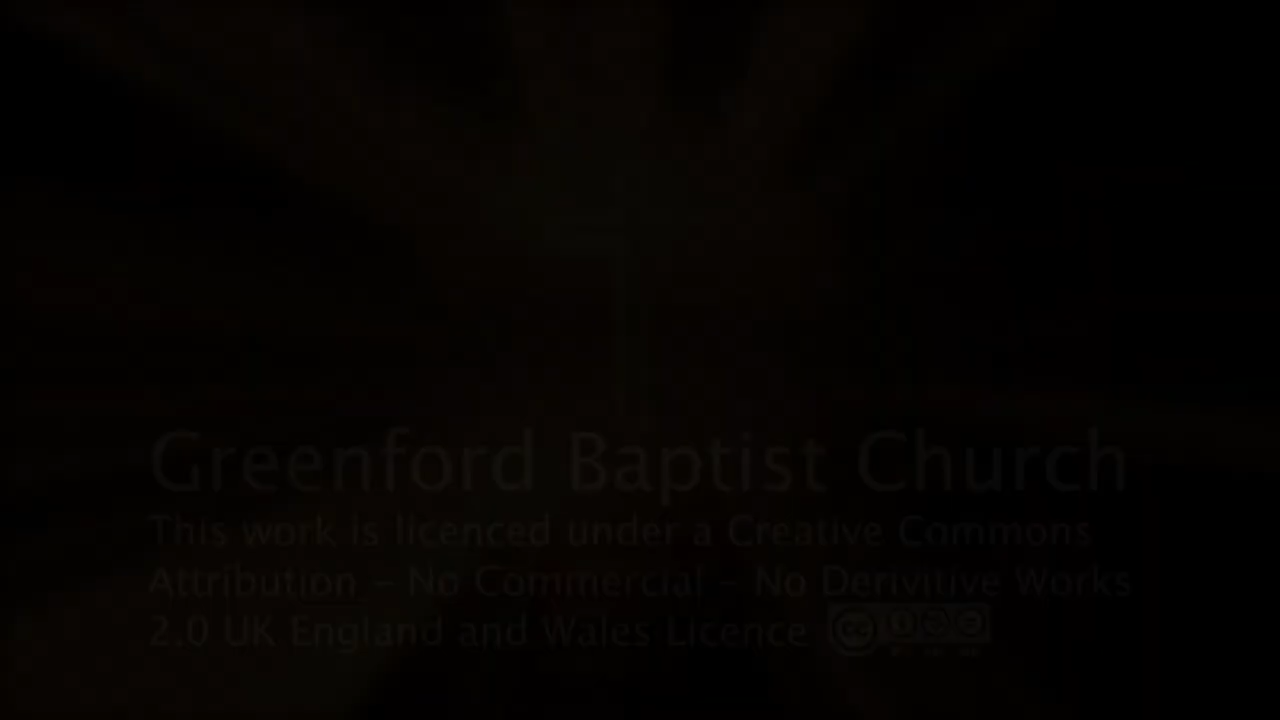 Greenford Baptist Church
This work is licenced under a Creative Commons
Attribution - No Commercial - No Derivitive Works
2.0 UK England and Wales Licence